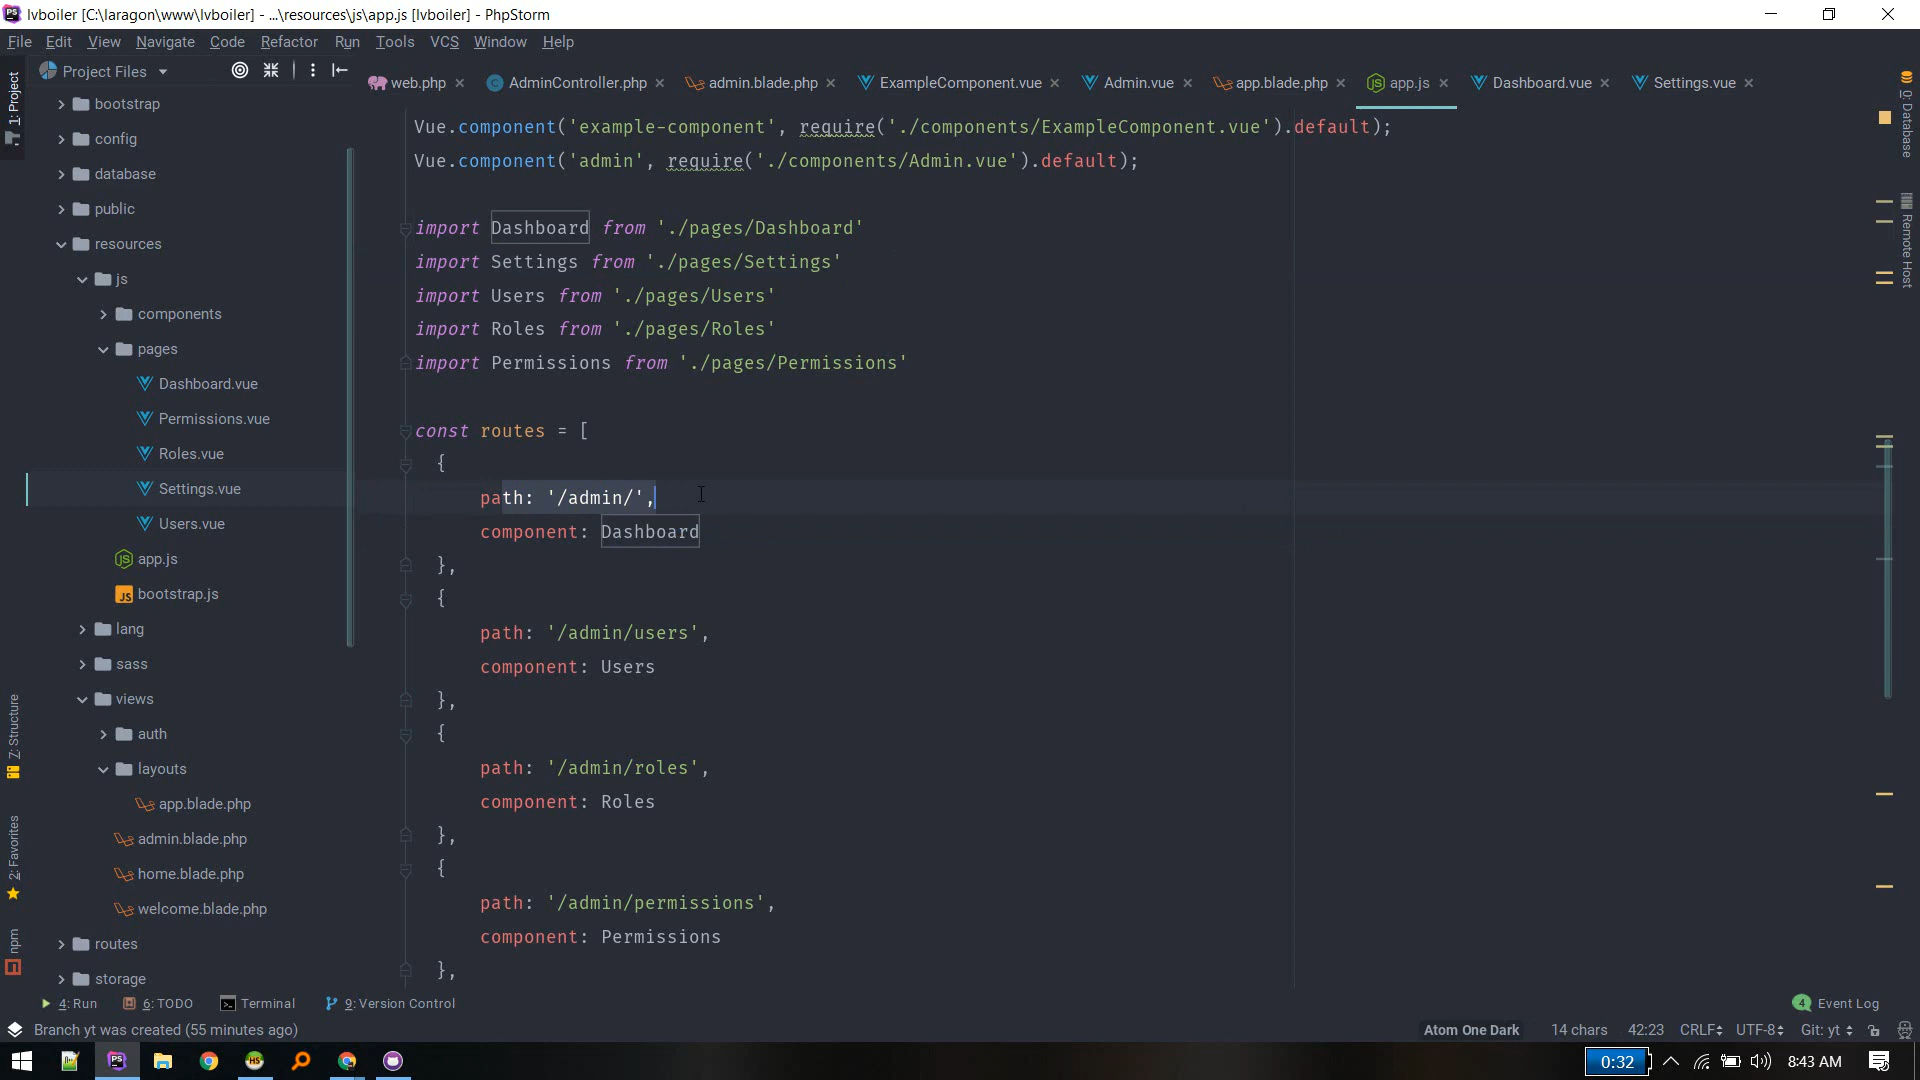 lvboiler [C:\laragon\www\lvboiler] - ...\resources\js\app.js [lvboiler] - PhpStorm
File Edit View Navigate Code Refactor Run Tools VCS Window Help
Project Files
web.php AdminController.php admin.blade.php ExampleComponent.vue Admin.vue app.blade.php app.js Dashboard.vue Settings.vue
1: Project
bootstrap
config
database
public
resources
js
components
pages
Dashboard.vue
Permissions.vue
Roles.vue
Settings.vue
Users.vue
app.js
JS bootstrap.js
lang
sass
views
auth
layouts
app.blade.php
admin.blade.php
home.blade.php
welcome.blade.php
routes
storage
Z: Structure
2: Favorites
npm
Vue.component('example-component', require('./components/ExampleComponent.vue').default);
Vue.component('admin', require('./components/Admin.vue').default);
import Dashboard from './pages/Dashboard'
import Settings from './pages/Settings'
import Users from './pages/Users'
import Roles from './pages/Roles'
import Permissions from './pages/Permissions'
const routes = [
{
path: '/admin/',
component: Dashboard
},
{
path: '/admin/users',
component: Users
},
{
path: '/admin/roles',
component: Roles
},
{
path: '/admin/permissions',
component: Permissions
},
0: Database
Remote Host
4: Run 6: TODO Terminal 9: Version Control
4 Event Log
Branch yt was created (55 minutes ago)
Atom One Dark 14 chars 42:23 CRLF UTF-8 Git: yt
0:32 8:43 AM